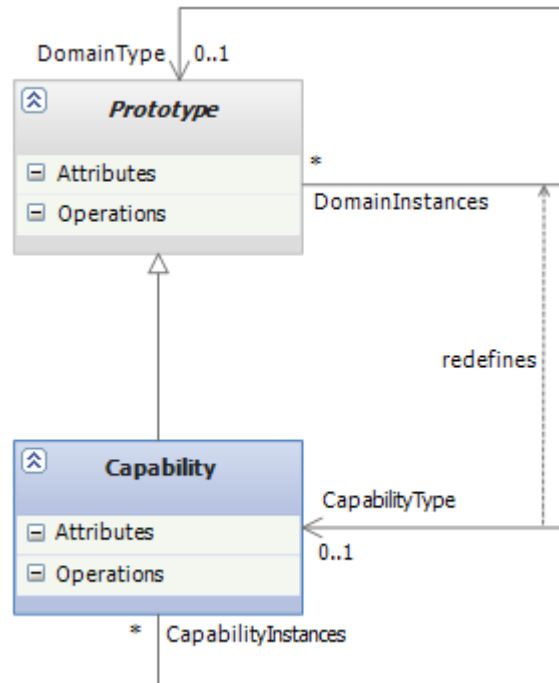 DomainType 0..1
Prototype
Attributes
*
Operations
DomainInstances
redefines
Capability
CapabilityType
Attributes
0..1
Operations
* CapabilityInstances